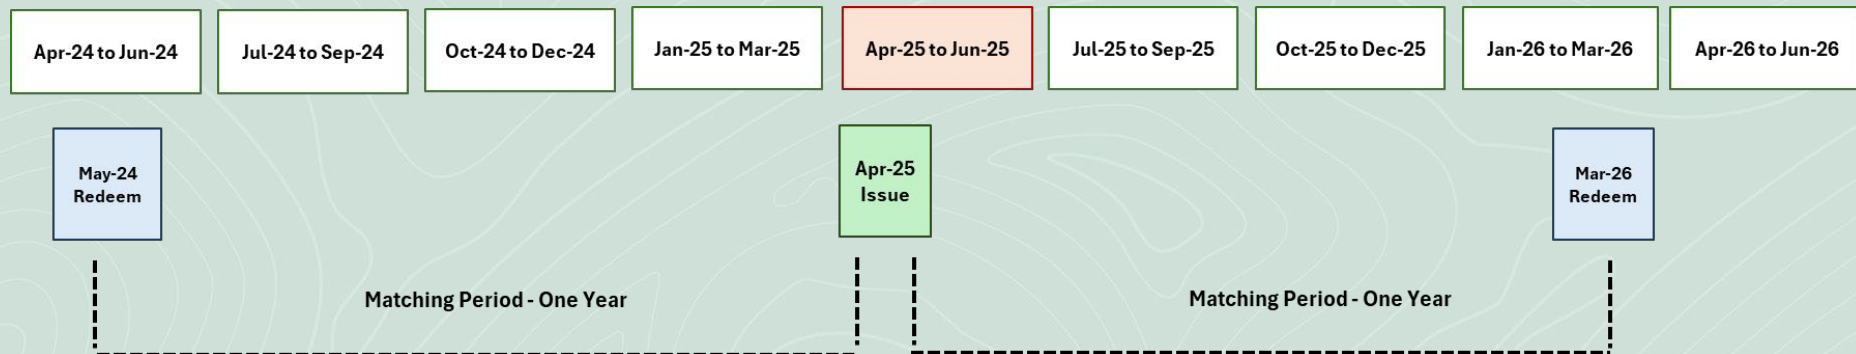 Apr-24 to Jun-24
Jul-24 to Sep-24
Oct-24 to Dec-24
Jan-25 to Mar-25
Apr-25 to Jun-25
Jul-25 to Sep-25
Oct-25 to Dec-25
Jan-26 to Mar-26
Apr-26 to Jun-26
May-24
Redeem
Apr-25
Issue
Mar-26
Redeem
Matching Period - One Year
Matching Period - One Year